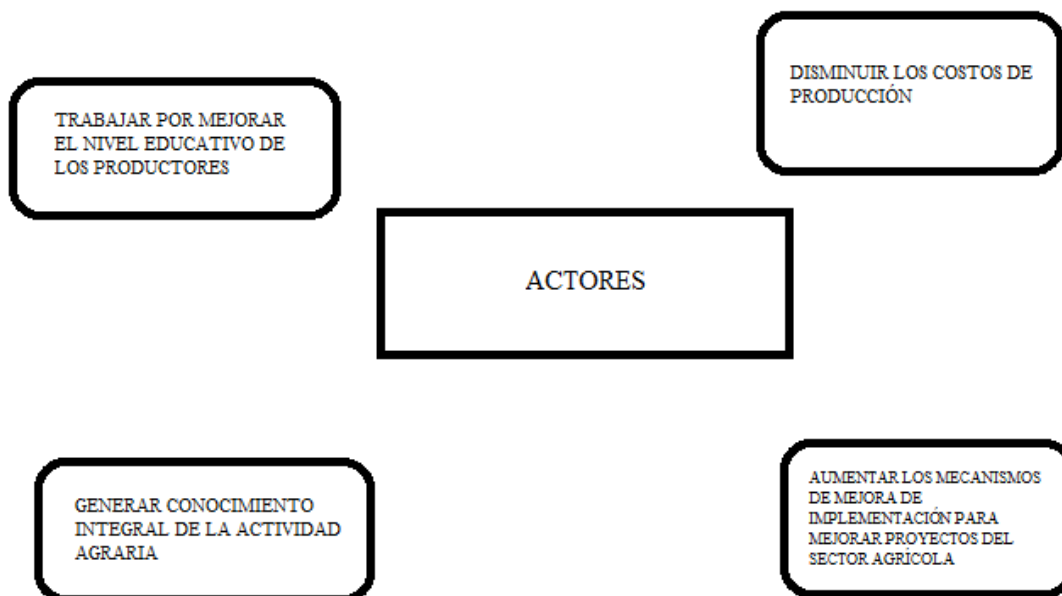 TRABAJAR POR MEJORAR
EL NIVEL EDUCATIVO DE
LOS PRODUCTORES
DISMINUIR LOS COSTOS DE
PRODUCCIÓN
ACTORES
GENERAR CONOCIMIENTO
INTEGRAL DE LA ACTIVIDAD
AGRARIA
AUMENTAR LOS MECANISMOS
DE MEJORA DE
IMPLEMENTACIÓN PARA
MEJORAR PROYECTOS DEL
SECTOR AGRÍCOLA